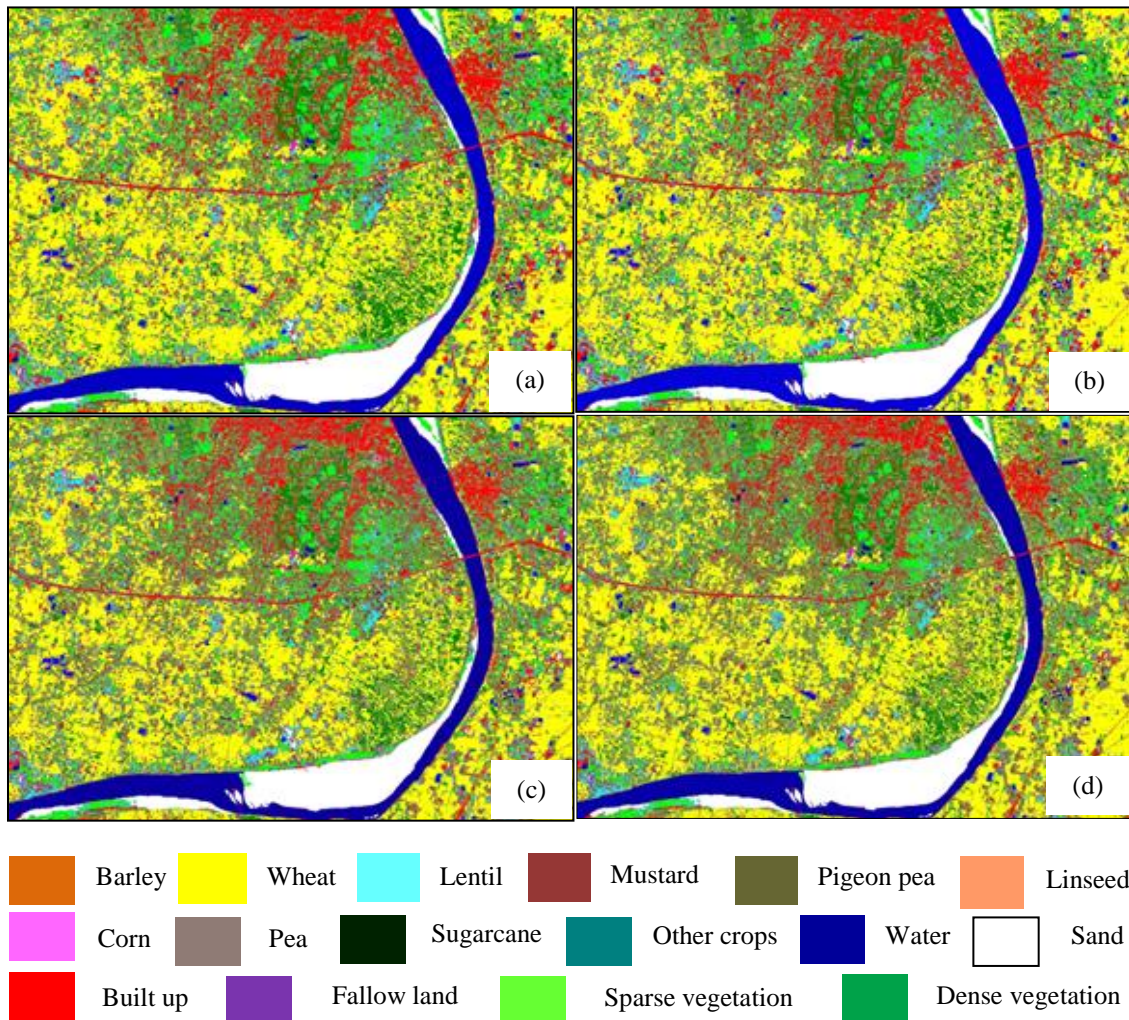 (a)
(b)
(c)
(d)
Barley Wheat Lentil Mustard Pigeon pea Linseed
Corn Pea Sugarcane Other crops Water Sand
Built up Fallow land Sparse vegetation Dense vegetation